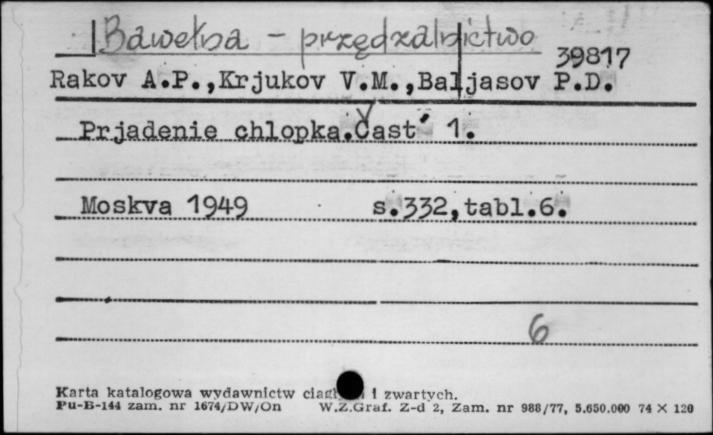 Bawełna - przędzalnictwo
39817
Rakov A.P.,Krjukov V.M.,Baljasov P.D.
Prjadenie chlopka.Čast´ 1.
Moskva 1949 s.332,tabl.6.
6
Karta katalogowa wydawnictw i zwartych.
Pu-B-144 zam. nr 1674/DW/On W.Z.Graf. Z-d 2, Zam. nr 988/77, 5.650.000 74 X 120